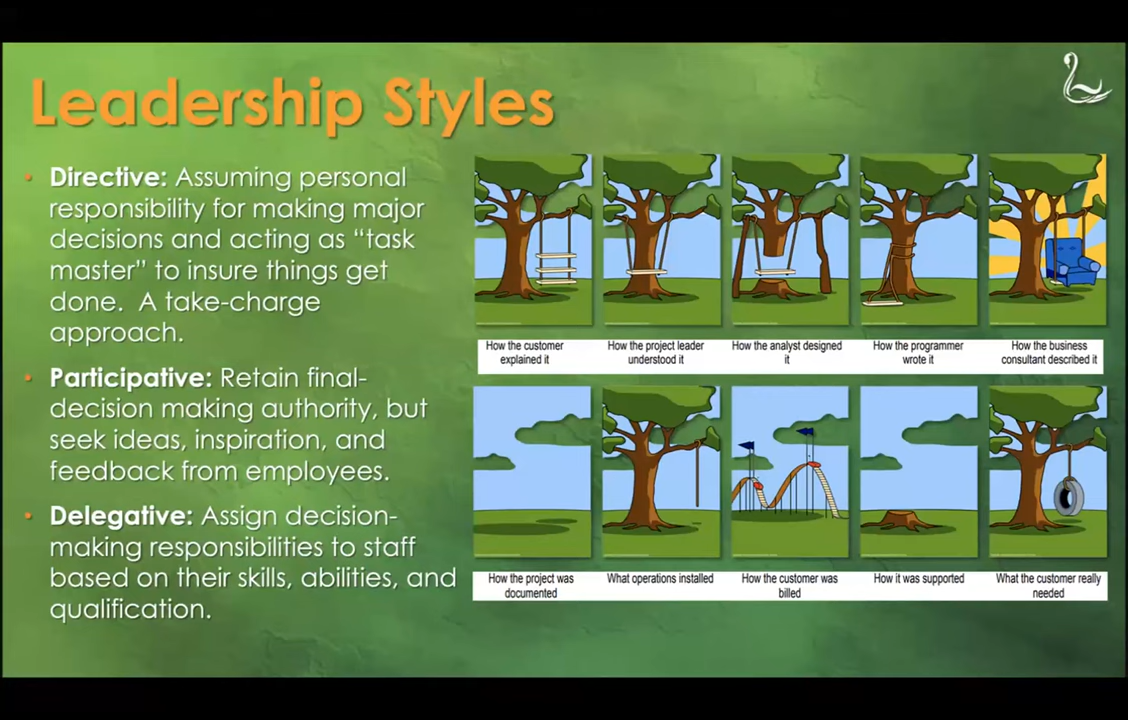 Leadership Styles
• Directive: Assuming personal
responsibility for making major
decisions and acting as “task
master” to insure things get
done.  A take-charge
approach.
• Participative: Retain final-
decision making authority, but
seek ideas, inspiration, and
feedback from employees.
• Delegative: Assign decision-
making responsibilities to staff
based on their skills, abilities, and
qualification.
How the customer
explained it
How the project leader
understood it
How the analyst designed
it
How the programmer
wrote it
How the business
consultant described it
How the project was
documented
What operations installed
How the customer was
billed
How it was supported
What the customer really
needed